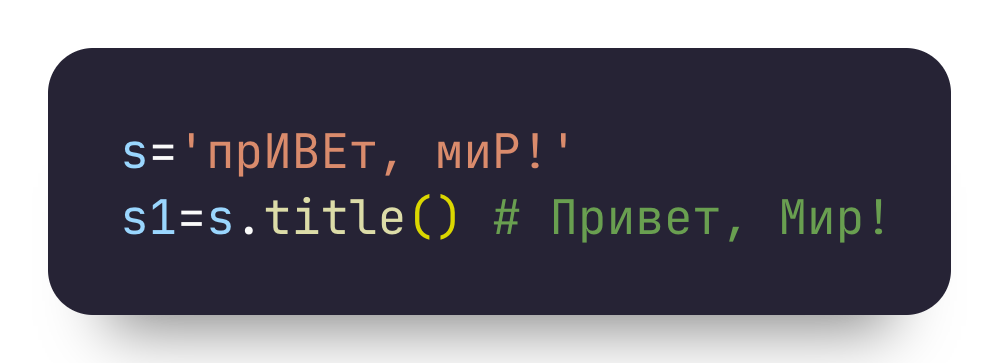 s='прИВЕт, миР!'
s1=s.title() # Привет, Мир!